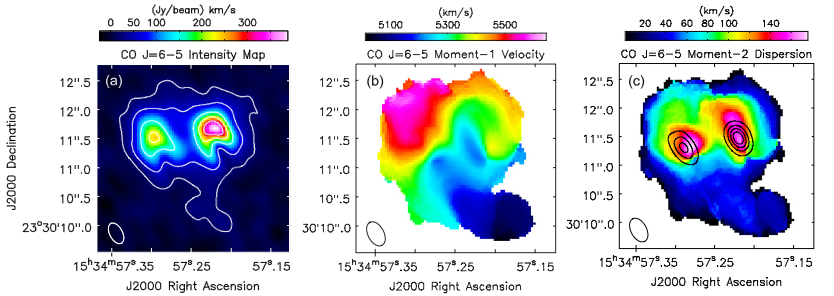 (Jy/beam) km/s
0 50 100 200 300
CO J=6-5 Intensity Map
(a)
J2000 Declination
12".5
12".0
11".5
11".0
10".5
23°30'10".0
15ʰ34ᵐ57ˢ.35
57ˢ.25
57ˢ.15
J2000 Right Ascension
(km/s)
5100 5300 5500
CO J=6-5 Moment-1 Velocity
(b)
12".5
12".0
11".5
11".0
10".5
30'10".0
15ʰ34ᵐ57ˢ.35
57ˢ.25
57ˢ.15
J2000 Right Ascension
(km/s)
20 40 60 80 100 140
CO J=6-5 Moment-2 Dispersion
(c)
12".5
12".0
11".5
11".0
10".5
30'10".0
15ʰ34ᵐ57ˢ.35
57ˢ.25
57ˢ.15
J2000 Right Ascension